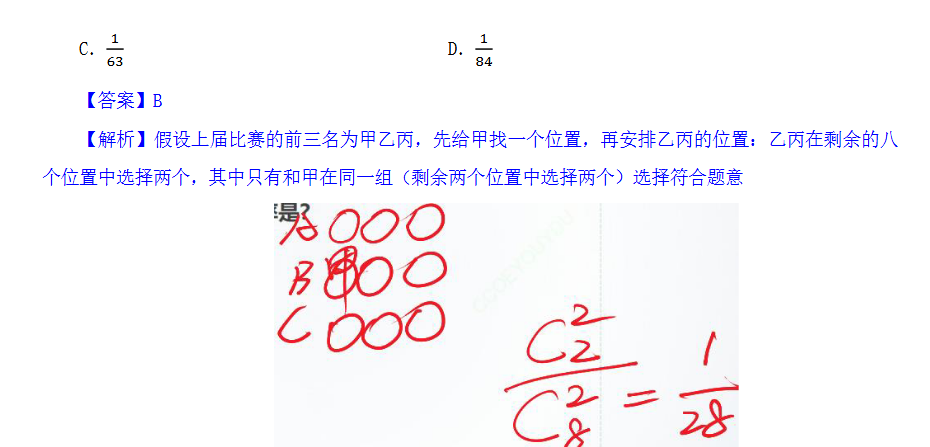 C. 1/63 D. 1/84
【答案】B
【解析】假设上届比赛的前三名为甲乙丙，先给甲找一个位置，再安排乙丙的位置：乙丙在剩余的八
个位置中选择两个，其中只有和甲在同一组（剩余两个位置中选择两个）选择符合题意
是?
A ○○○
B 甲○○
C ○○○
C₂²/C₈² = 1/28